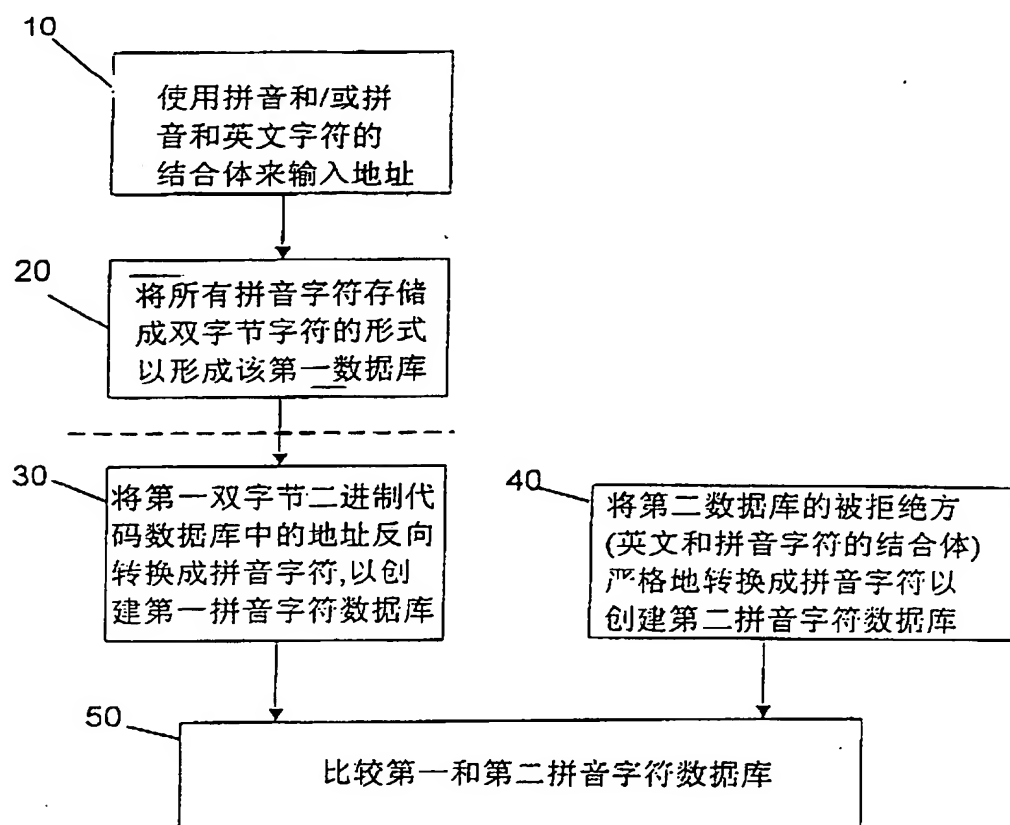 10
使用拼音和/或拼
音和英文字符的
结合体来输入地址
20
将所有拼音字符存储
成双字节字符的形式
以形成该第一数据库
30
将第一双字节二进制代
码数据库中的地址反向
转换成拼音字符,以创
建第一拼音字符数据库
40
将第二数据库的被拒绝方
(英文和拼音字符的结合体)
严格地转换成拼音字符以
创建第二拼音字符数据库
50
比较第一和第二拼音字符数据库